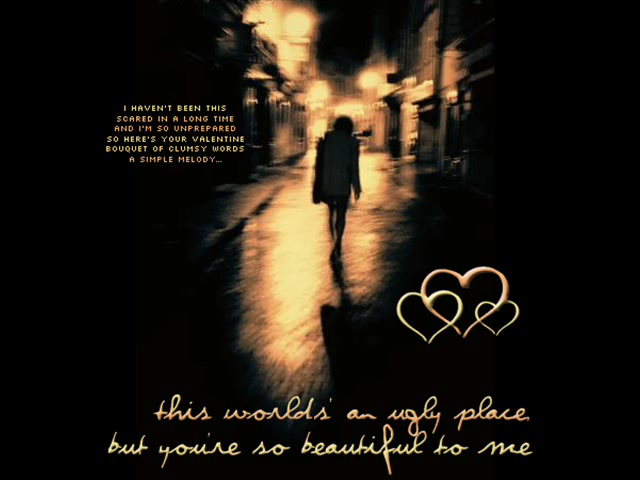 I HAVEN'T BEEN THIS
SCARED IN A LONG TIME
AND I'M SO UNPREPARED
SO HERE'S YOUR VALENTINE
BOUQUET OF CLUMSY WORDS
A SIMPLE MELODY...
this worlds' an ugly place,
but you're so beautiful to me